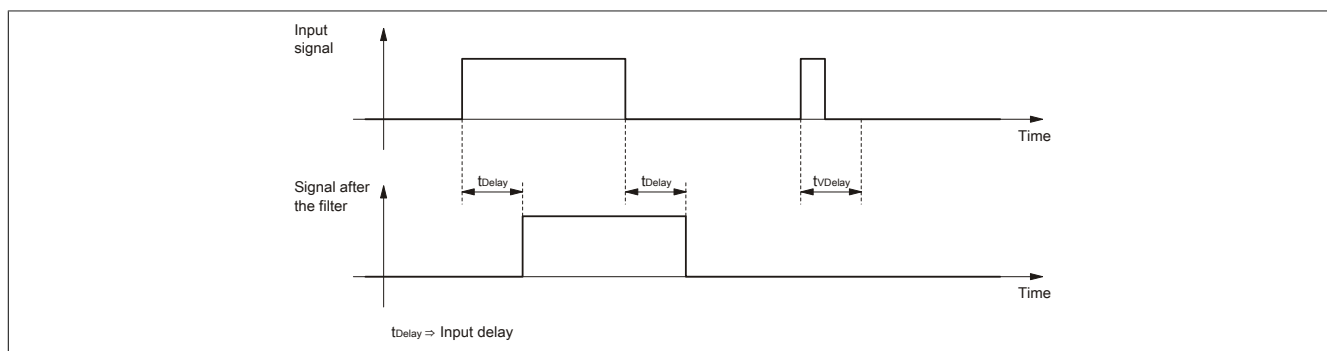 Input
signal
Time
tDelay
tDelay
tVDelay
Signal after
the filter
Time
tDelay ⇒ Input delay